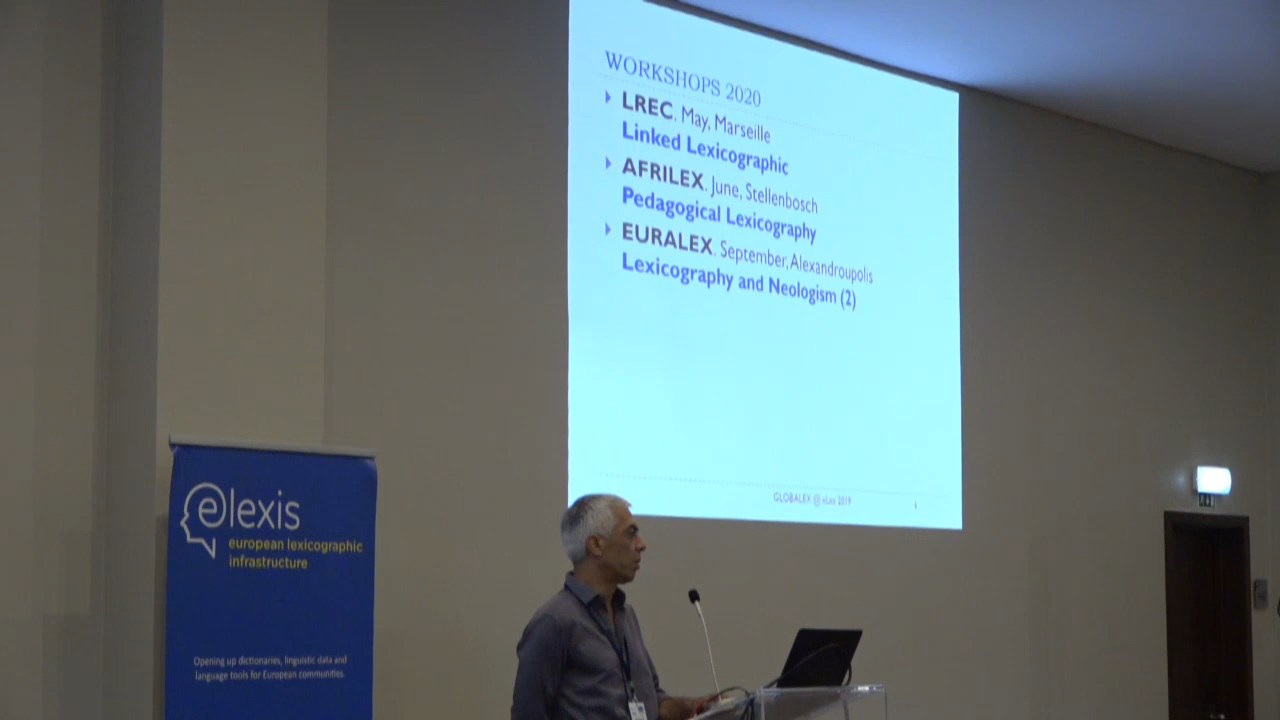 WORKSHOPS 2020
LREC, May, Marseille
Linked Lexicographic
AFRILEX, June, Stellenbosch
Pedagogical Lexicography
EURALEX, September, Alexandroupolis
Lexicography and Neologism (2)
GLOBALEX @ eLex 2019
elexis
european lexicographic
infrastructure
Opening up dictionaries, linguistic data and
language tools for European communities.